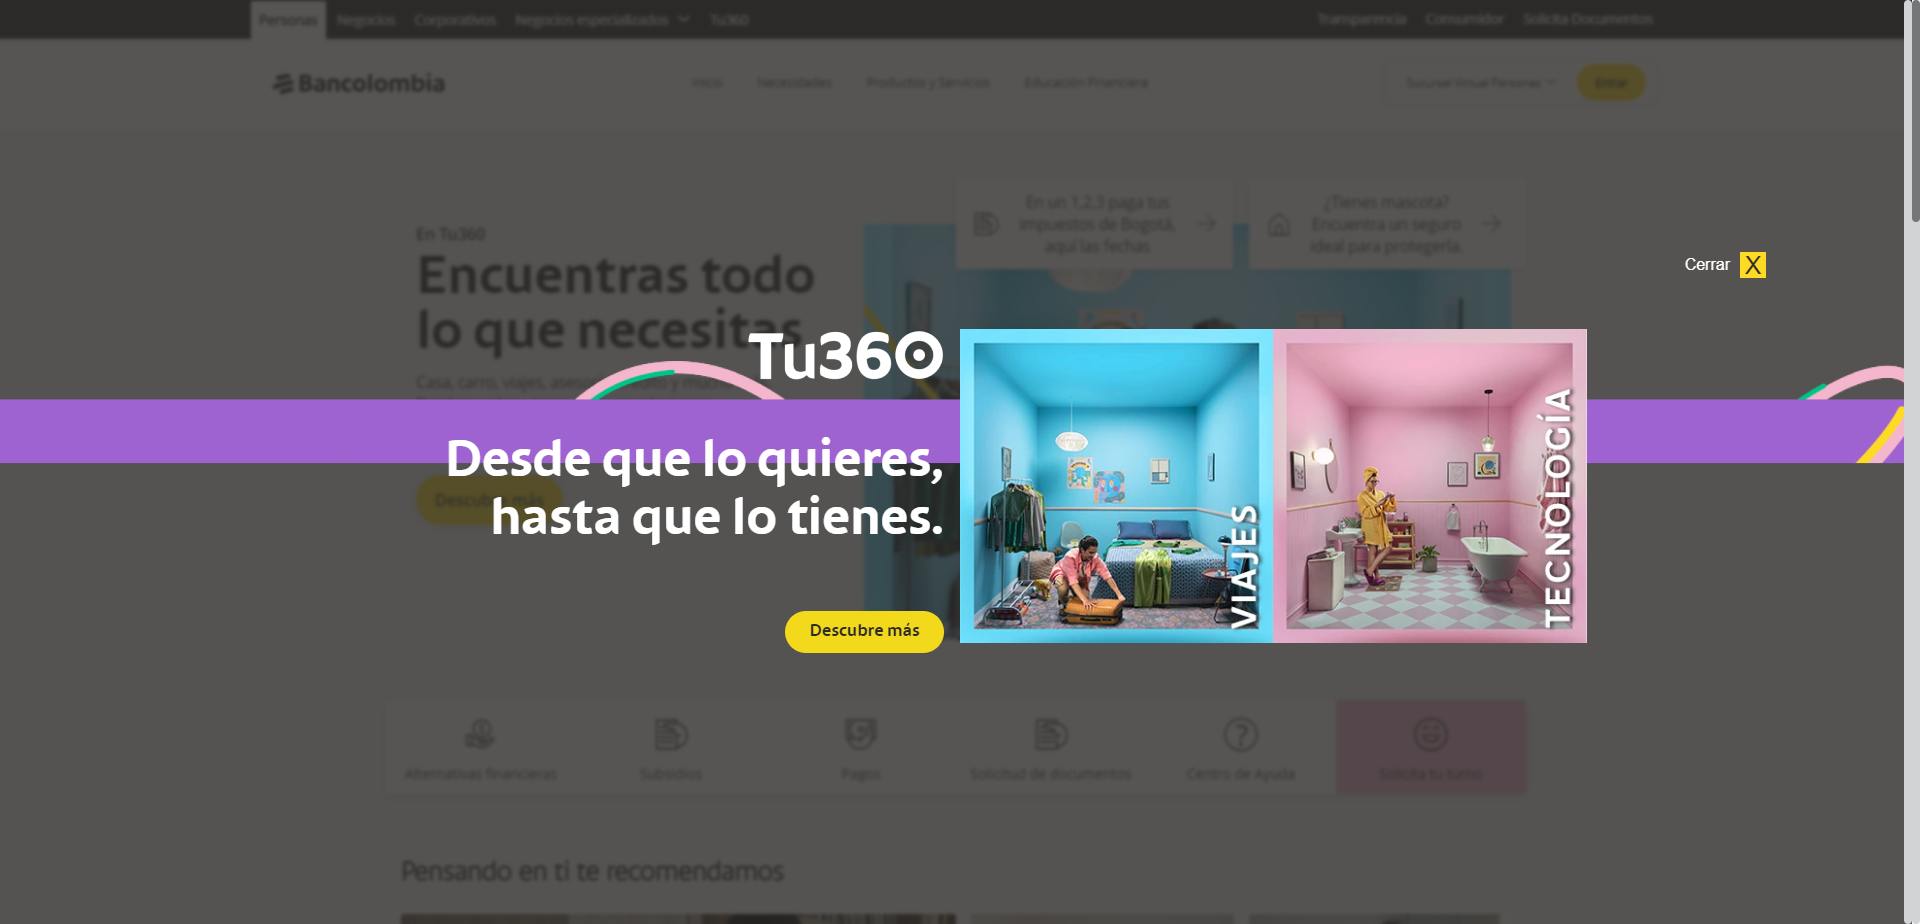 Personas Negocios Corporativos Negocios especializados Tu360 Transparencia Consumidor Solicita Documentos
Bancolombia Inicio Necesidades Productos y Servicios Educación Financiera Sucursal Virtual Personas Entrar
En un 1,2,3 paga tus
impuestos de Bogotá,
aquí las fechas
¿Tienes mascota?
Encuentra un seguro
ideal para protegerla.
En Tu360
Encuentras todo
lo que necesitas
Casa, carro, viajes,
Descubre más
Cerrar X
Tu360
Desde que lo quieres,
hasta que lo tienes.
Descubre más
VIAJES
TECNOLOGÍA
Alternativas financieras
Subsidios
Pagos
Solicitud de documentos
Centro de Ayuda
Solicita tu turno
Pensando en ti te recomendamos